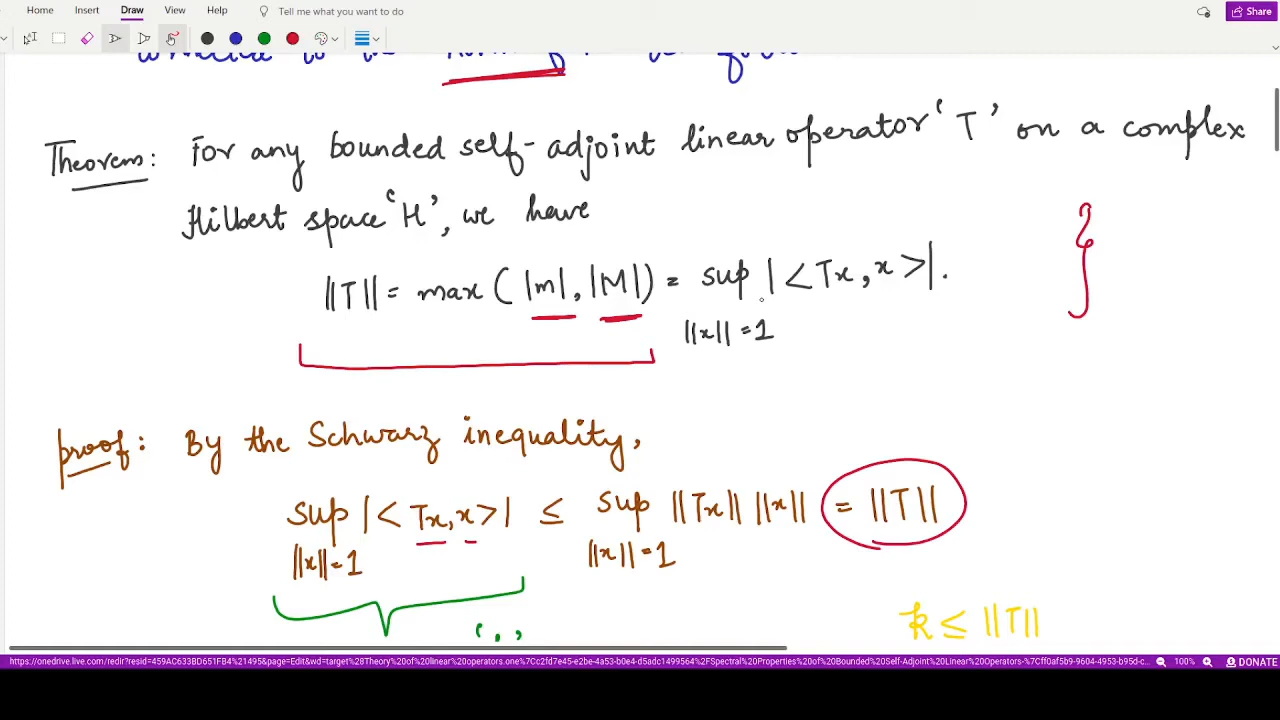 Home Insert Draw View Help Tell me what you want to do Share
Theorem: For any bounded self-adjoint linear operator 'T' on a complex
Hilbert space 'H', we have
||T|| = max (|m|, |M|) = sup |<Tx, x>|.
||x|| = 1
proof: By the Schwarz inequality,
sup |<Tx, x>| ≤ sup ||Tx|| ||x|| = ||T||
||x|| = 1 ||x|| = 1
k ≤ ||T||
100% DONATE